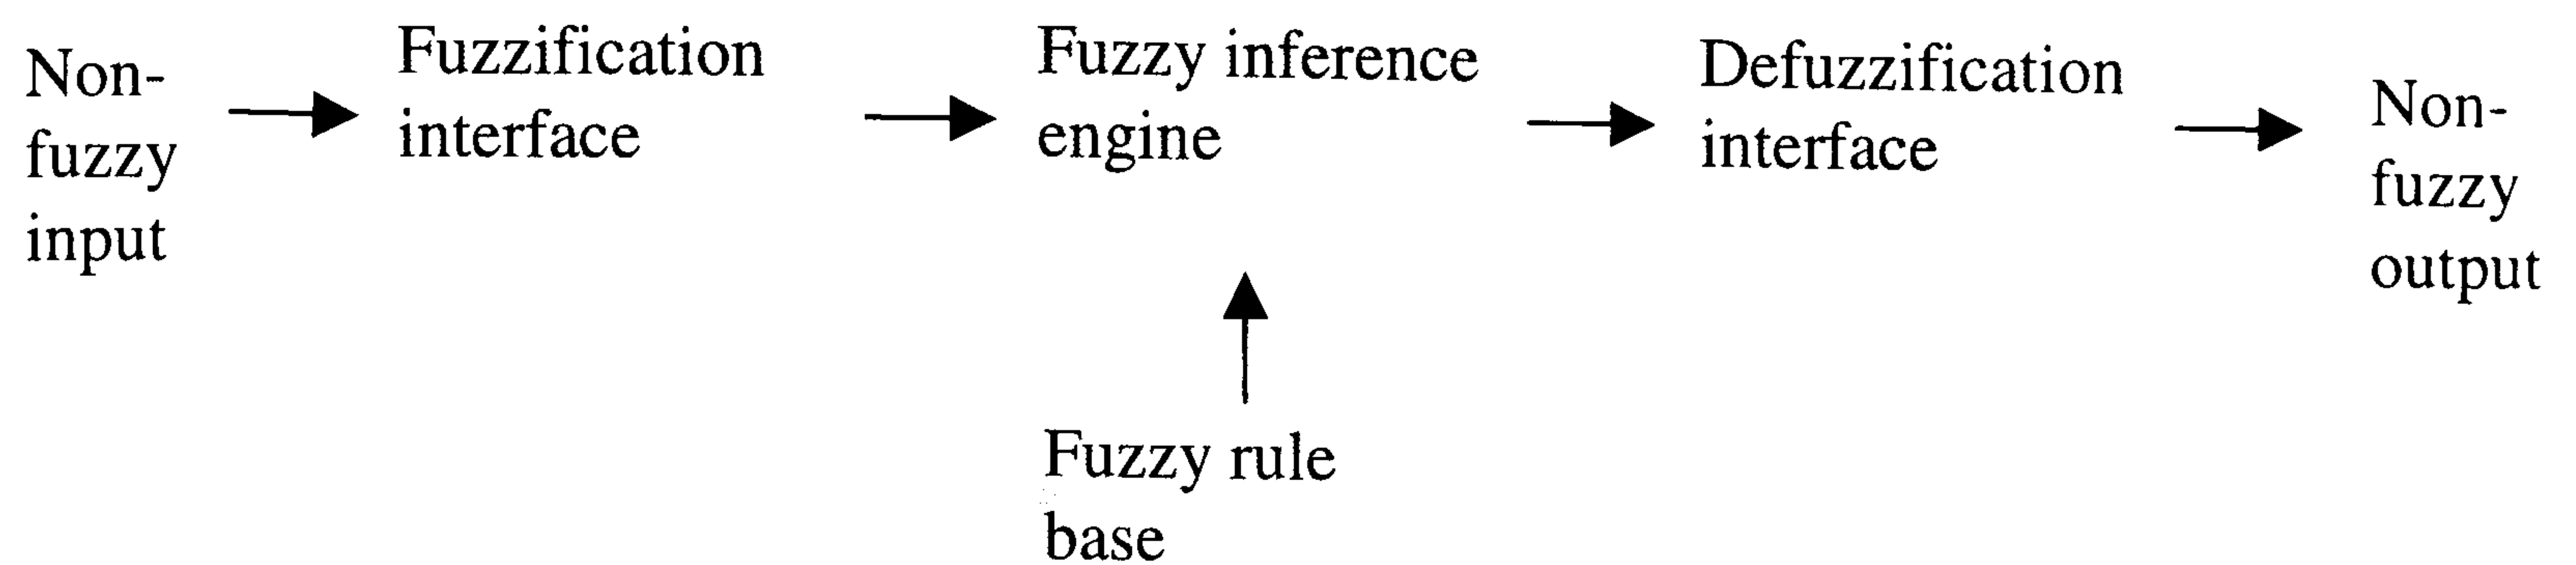 Non-
fuzzy
input
Fuzzification
interface
Fuzzy inference
engine
Defuzzification
interface
Non-
fuzzy
output
Fuzzy rule
base